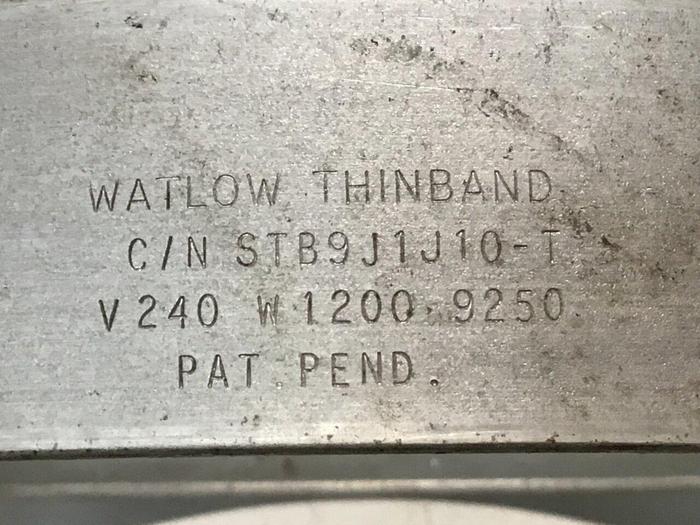 WATLOW THINBAND
C/N STB9J1J10-T
V 240 W 1200 9250
PAT. PEND.